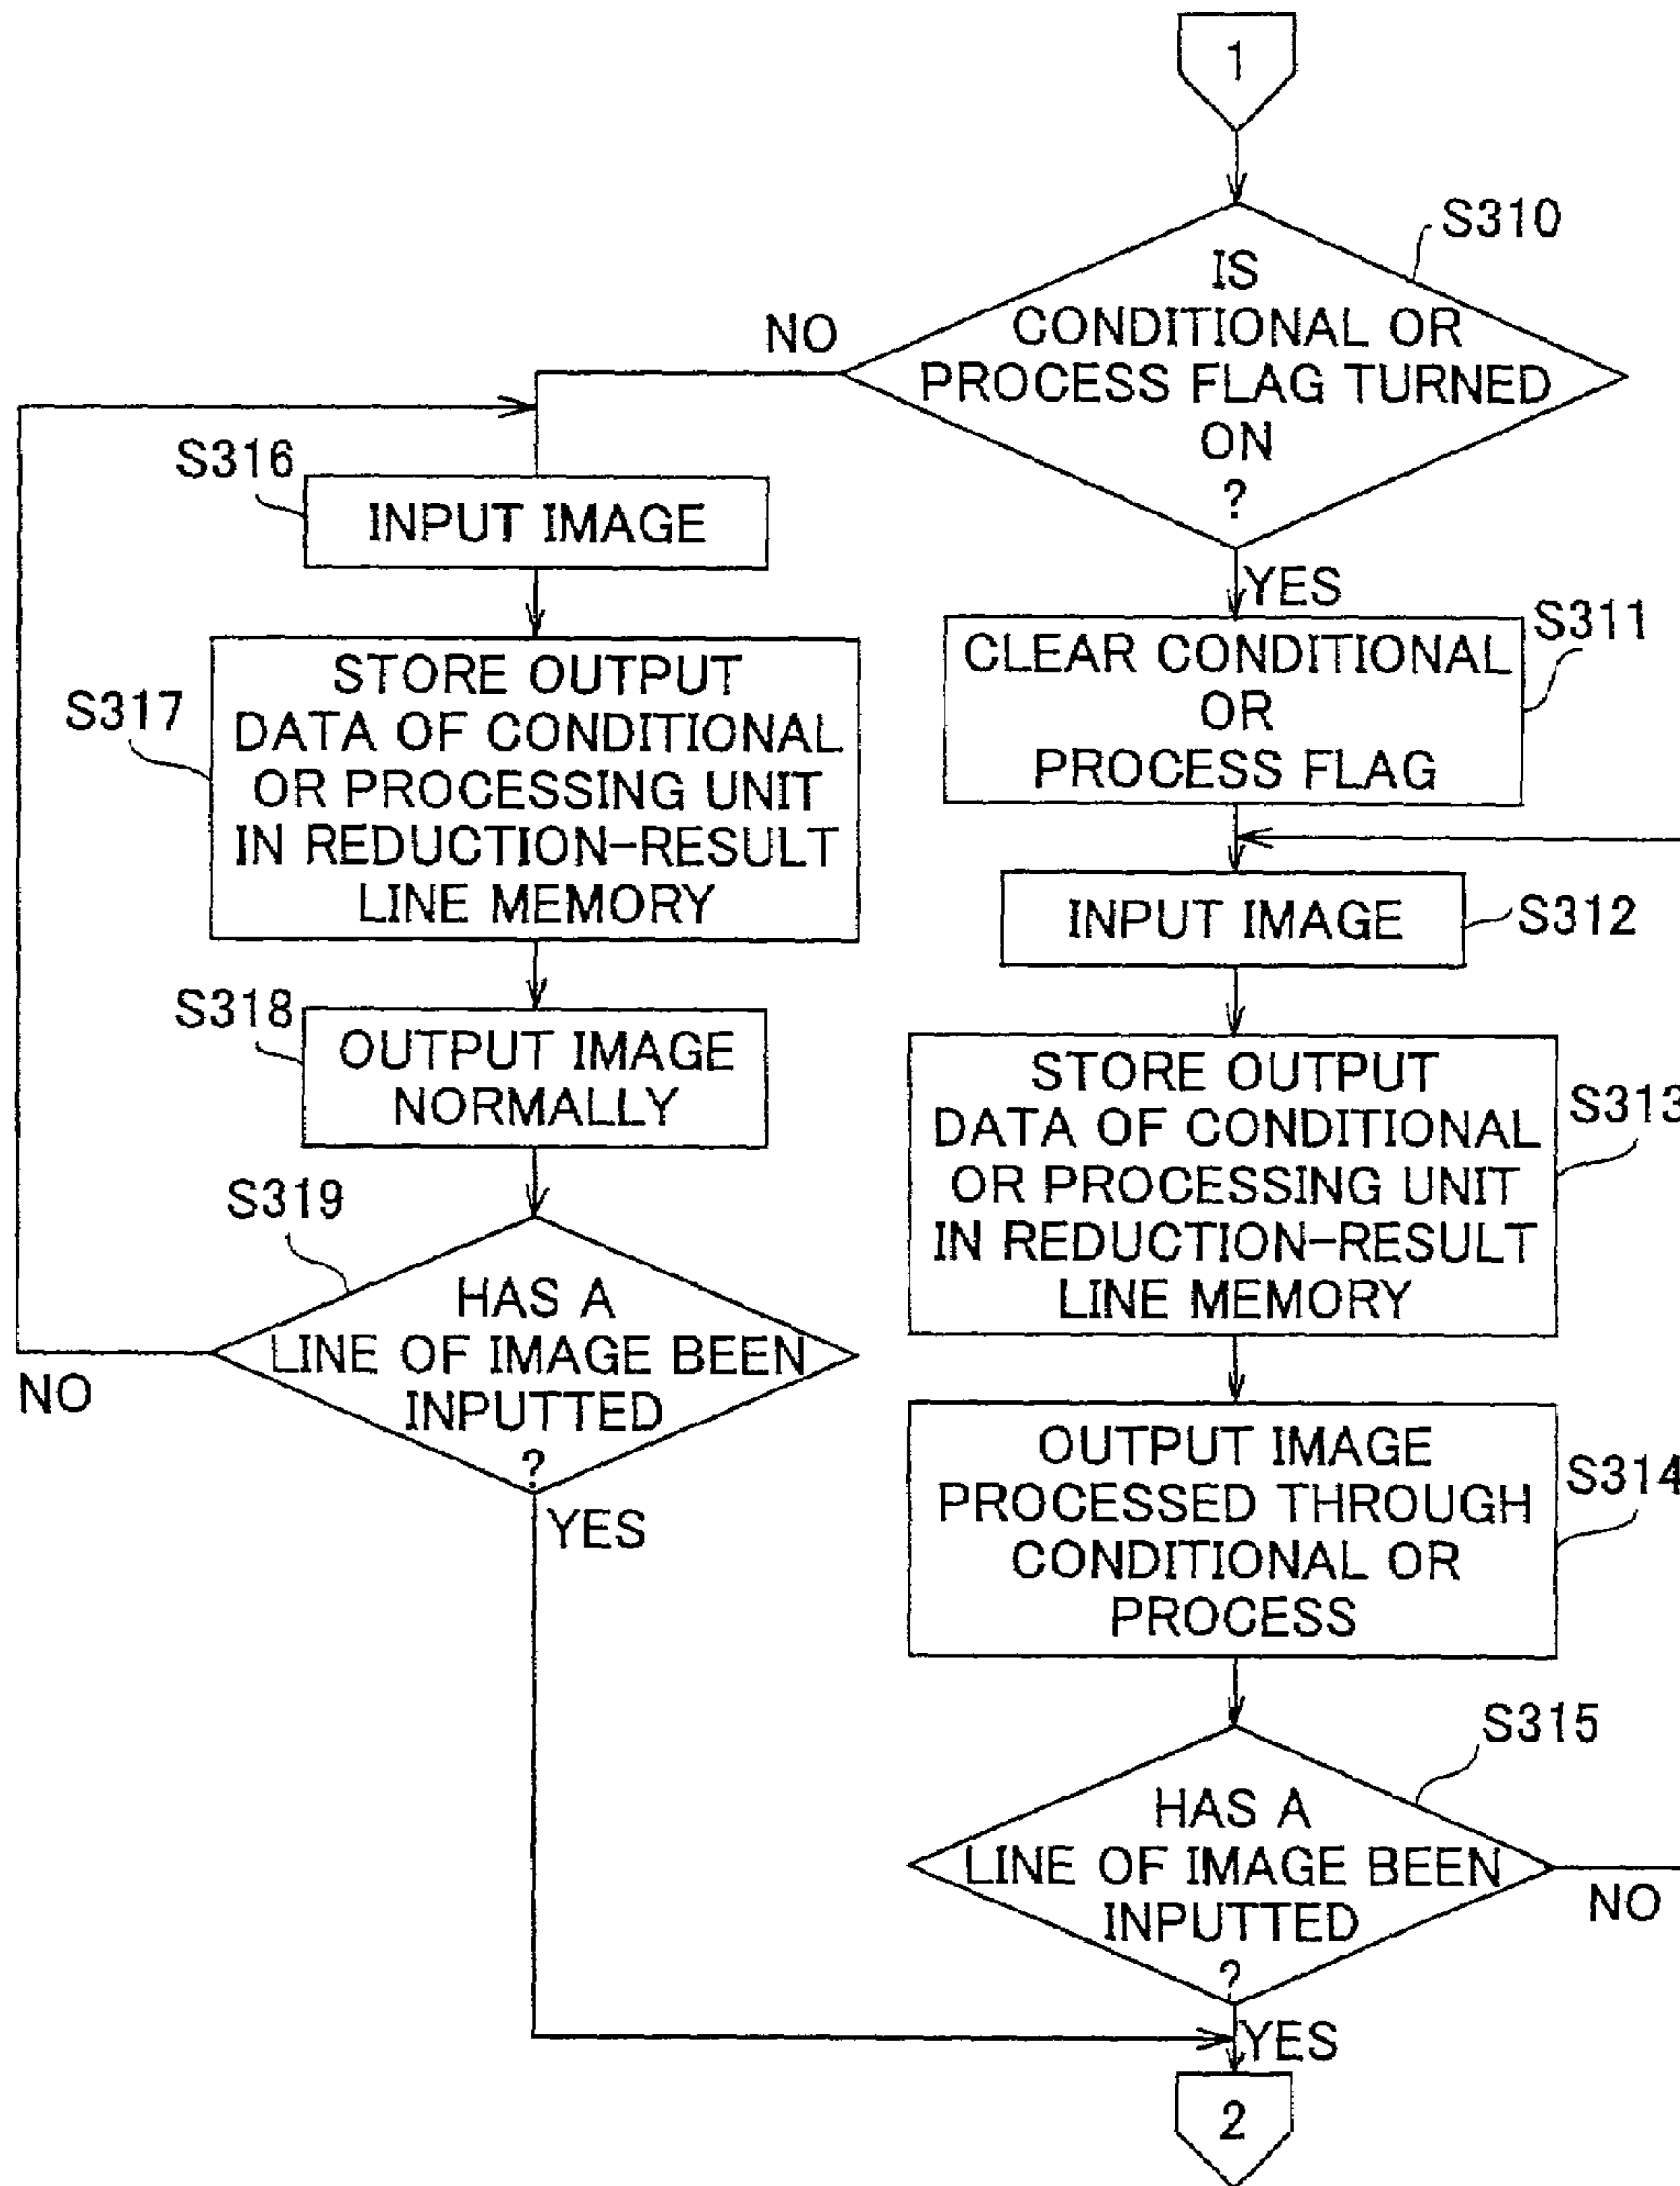 1
S310
IS
CONDITIONAL OR
PROCESS FLAG TURNED
ON
?
NO
YES
S311
CLEAR CONDITIONAL
OR
PROCESS FLAG
S312
INPUT IMAGE
S313
STORE OUTPUT
DATA OF CONDITIONAL
OR PROCESSING UNIT
IN REDUCTION-RESULT
LINE MEMORY
S314
OUTPUT IMAGE
PROCESSED THROUGH
CONDITIONAL OR
PROCESS
S315
HAS A
LINE OF IMAGE BEEN
INPUTTED
?
NO
YES
S316
INPUT IMAGE
S317
STORE OUTPUT
DATA OF CONDITIONAL
OR PROCESSING UNIT
IN REDUCTION-RESULT
LINE MEMORY
S318
OUTPUT IMAGE
NORMALLY
S319
HAS A
LINE OF IMAGE BEEN
INPUTTED
?
NO
YES
2